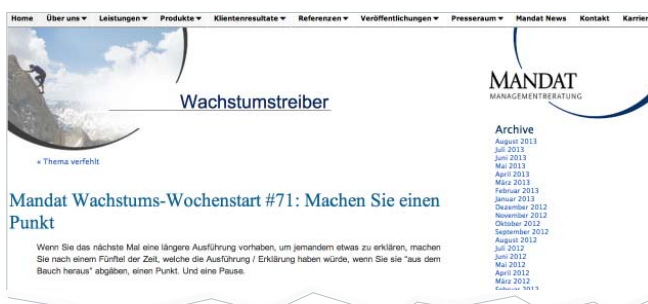 Home Über uns ▾ Leistungen ▾ Produkte ▾ Klientenresultate ▾ Referenzen ▾ Veröffentlichungen ▾ Presseraum ▾ Mandat News Kontakt Karrier
Wachstumstreiber
MANDAT
MANAGEMENTBERATUNG
« Thema verfehlt
Mandat Wachstums-Wochenstart #71: Machen Sie einen
Punkt
Wenn Sie das nächste Mal eine längere Ausführung vorhaben, um jemandem etwas zu erklären, machen
Sie nach einem Fünftel der Zeit, welche die Ausführung / Erklärung haben würde, wenn Sie sie "aus dem
Bauch heraus" abgäben, einen Punkt. Und eine Pause.
Archive
August 2013
Juli 2013
Juni 2013
Mai 2013
April 2013
März 2013
Februar 2013
Januar 2013
Dezember 2012
November 2012
Oktober 2012
September 2012
August 2012
Juli 2012
Juni 2012
Mai 2012
April 2012
März 2012
Februar 2012